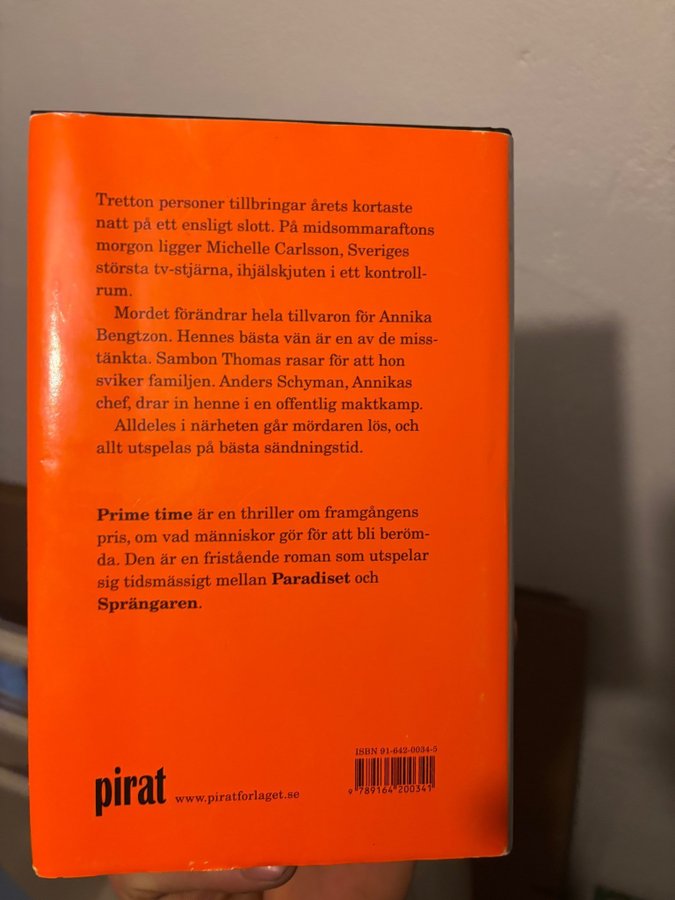 Tretton personer tillbringar årets kortaste
natt på ett ensligt slott. På midsommaraftons
morgon ligger Michelle Carlsson, Sveriges
största tv-stjärna, ihjälskjuten i ett kontroll-
rum.
Mordet förändrar hela tillvaron för Annika
Bengtzon. Hennes bästa vän är en av de miss-
tänkta. Sambon Thomas rasar för att hon
sviker familjen. Anders Schyman, Annikas
chef, drar in henne i en offentlig maktkamp.
Alldeles i närheten går mördaren lös, och
allt utspelas på bästa sändningstid.
Prime time är en thriller om framgångens
pris, om vad människor gör för att bli beröm-
da. Den är en fristående roman som utspelar
sig tidsmässigt mellan Paradiset och
Sprängaren.
ISBN 91-642-0034-5
9 789164 200341
pirat www.piratforlaget.se